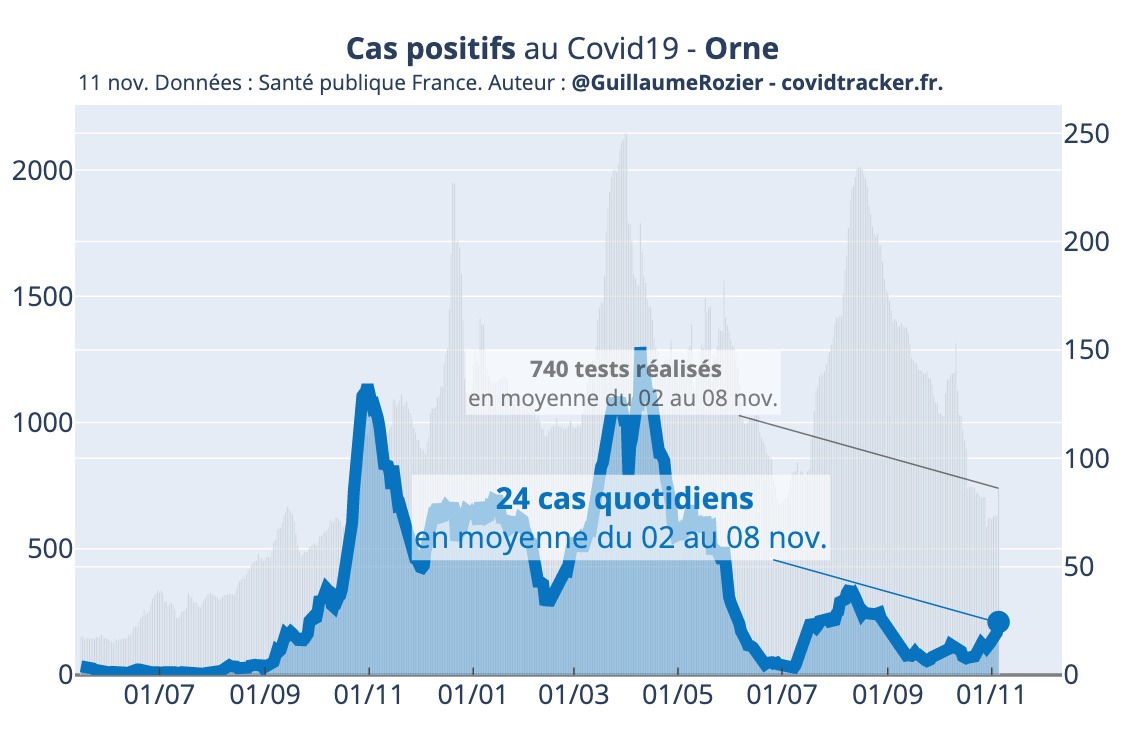 Cas positifs au Covid19 - Orne
11 nov. Données : Santé publique France. Auteur : @GuillaumeRozier - covidtracker.fr.
250
2000
200
1500
150
740 tests réalisés
en moyenne du 02 au 08 nov.
1000
100
24 cas quotidiens
en moyenne du 02 au 08 nov.
500
50
0
0
01/07 01/09 01/11 01/01 01/03 01/05 01/07 01/09 01/11